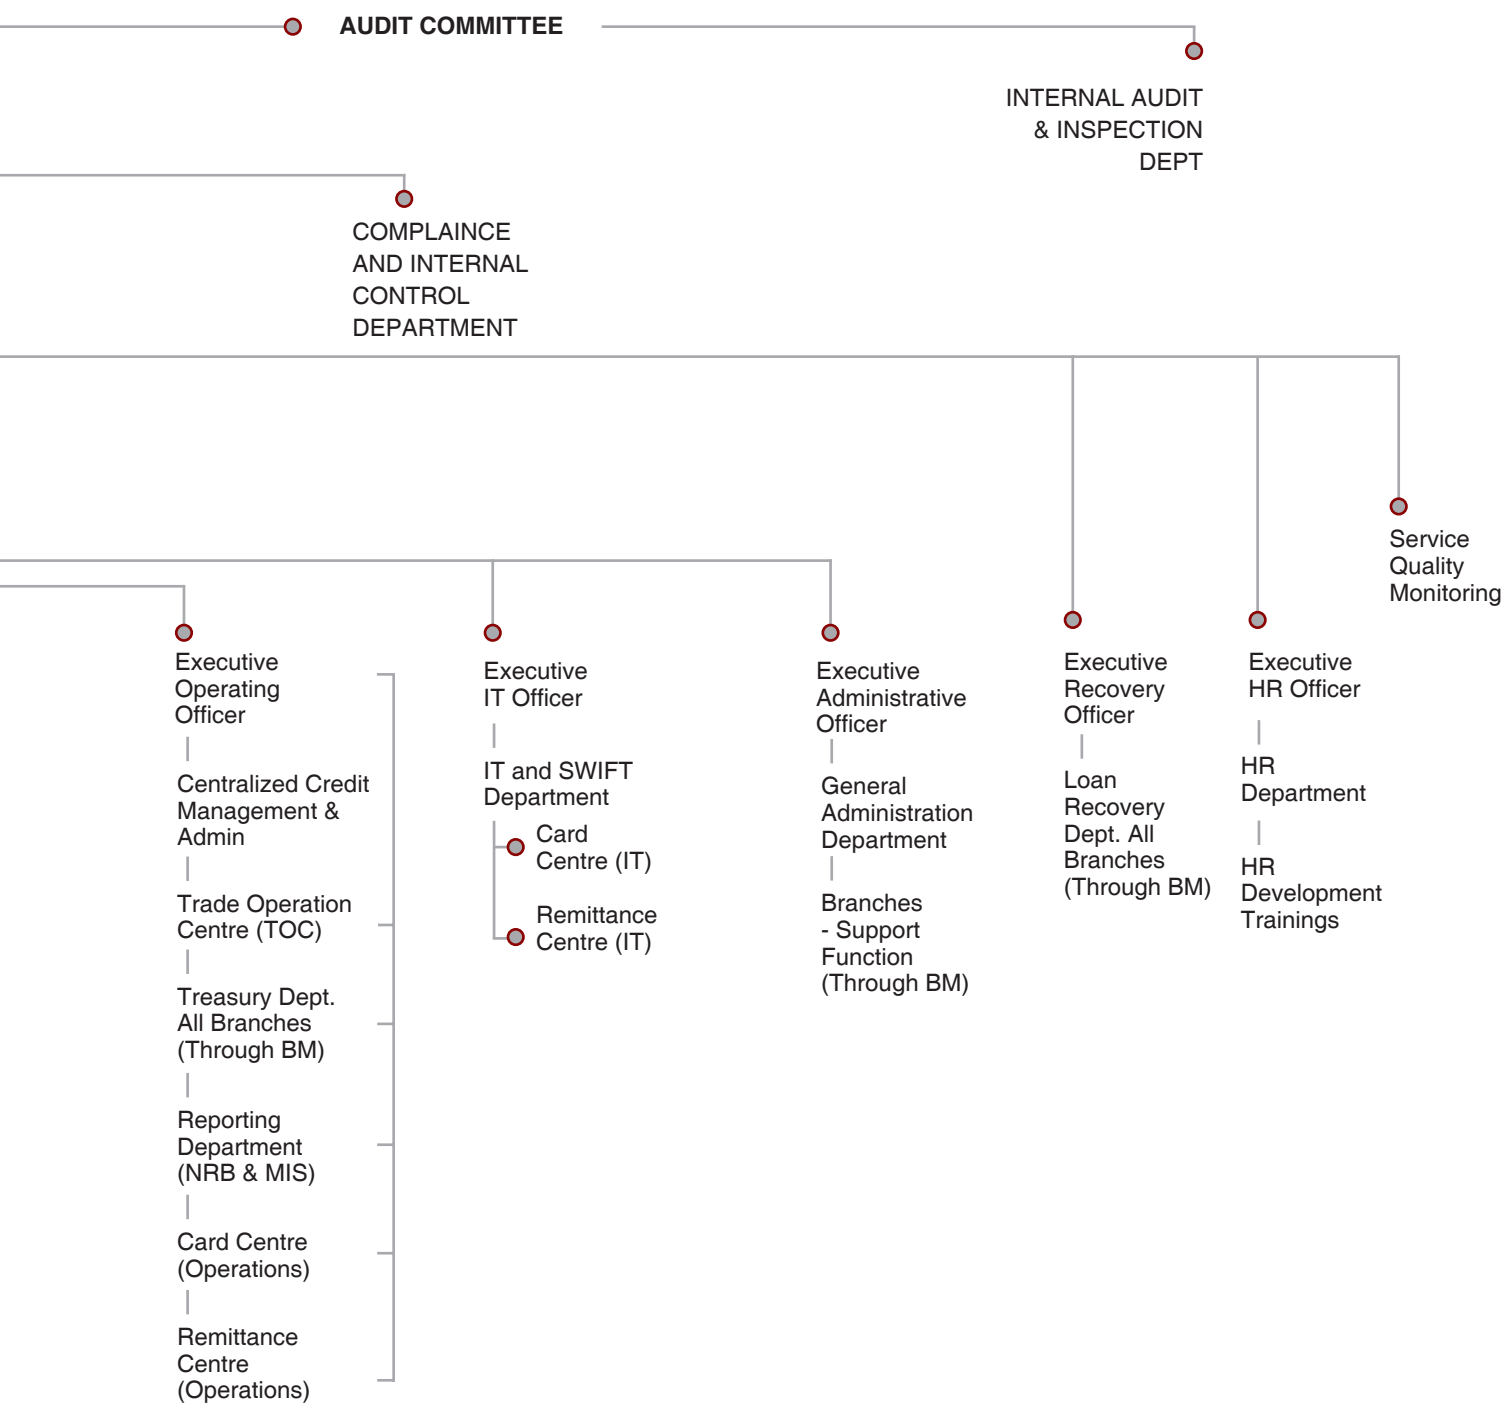 AUDIT COMMITTEE
INTERNAL AUDIT
& INSPECTION
DEPT
COMPLAINCE
AND INTERNAL
CONTROL
DEPARTMENT
Service
Quality
Monitoring
Executive
Operating
Officer
Centralized Credit
Management &
Admin
Trade Operation
Centre (TOC)
Treasury Dept.
All Branches
(Through BM)
Reporting
Department
(NRB & MIS)
Card Centre
(Operations)
Remittance
Centre
(Operations)
Executive
IT Officer
IT and SWIFT
Department
Card
Centre (IT)
Remittance
Centre (IT)
Executive
Administrative
Officer
General
Administration
Department
Branches
- Support
Function
(Through BM)
Executive
Recovery
Officer
Loan
Recovery
Dept. All
Branches
(Through BM)
Executive
HR Officer
HR
Department
HR
Development
Trainings